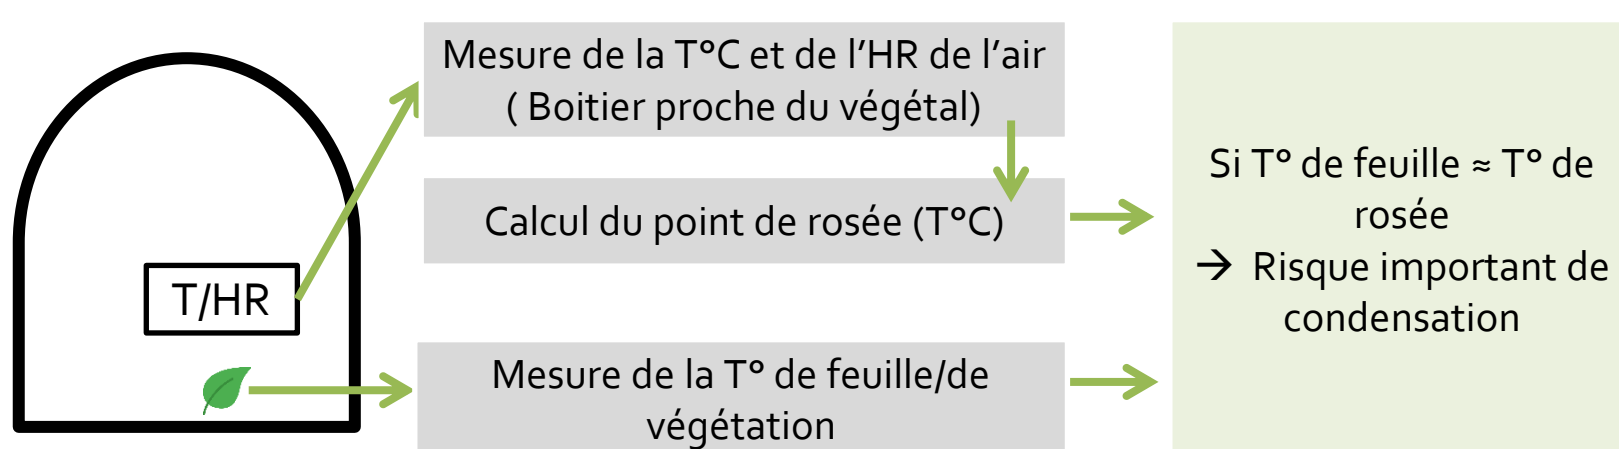 Mesure de la T°C et de l’HR de l’air
( Boitier proche du végétal)
Calcul du point de rosée (T°C)
T/HR
Mesure de la T° de feuille/de
végétation
Si T° de feuille ≈ T° de
rosée
→ Risque important de
condensation